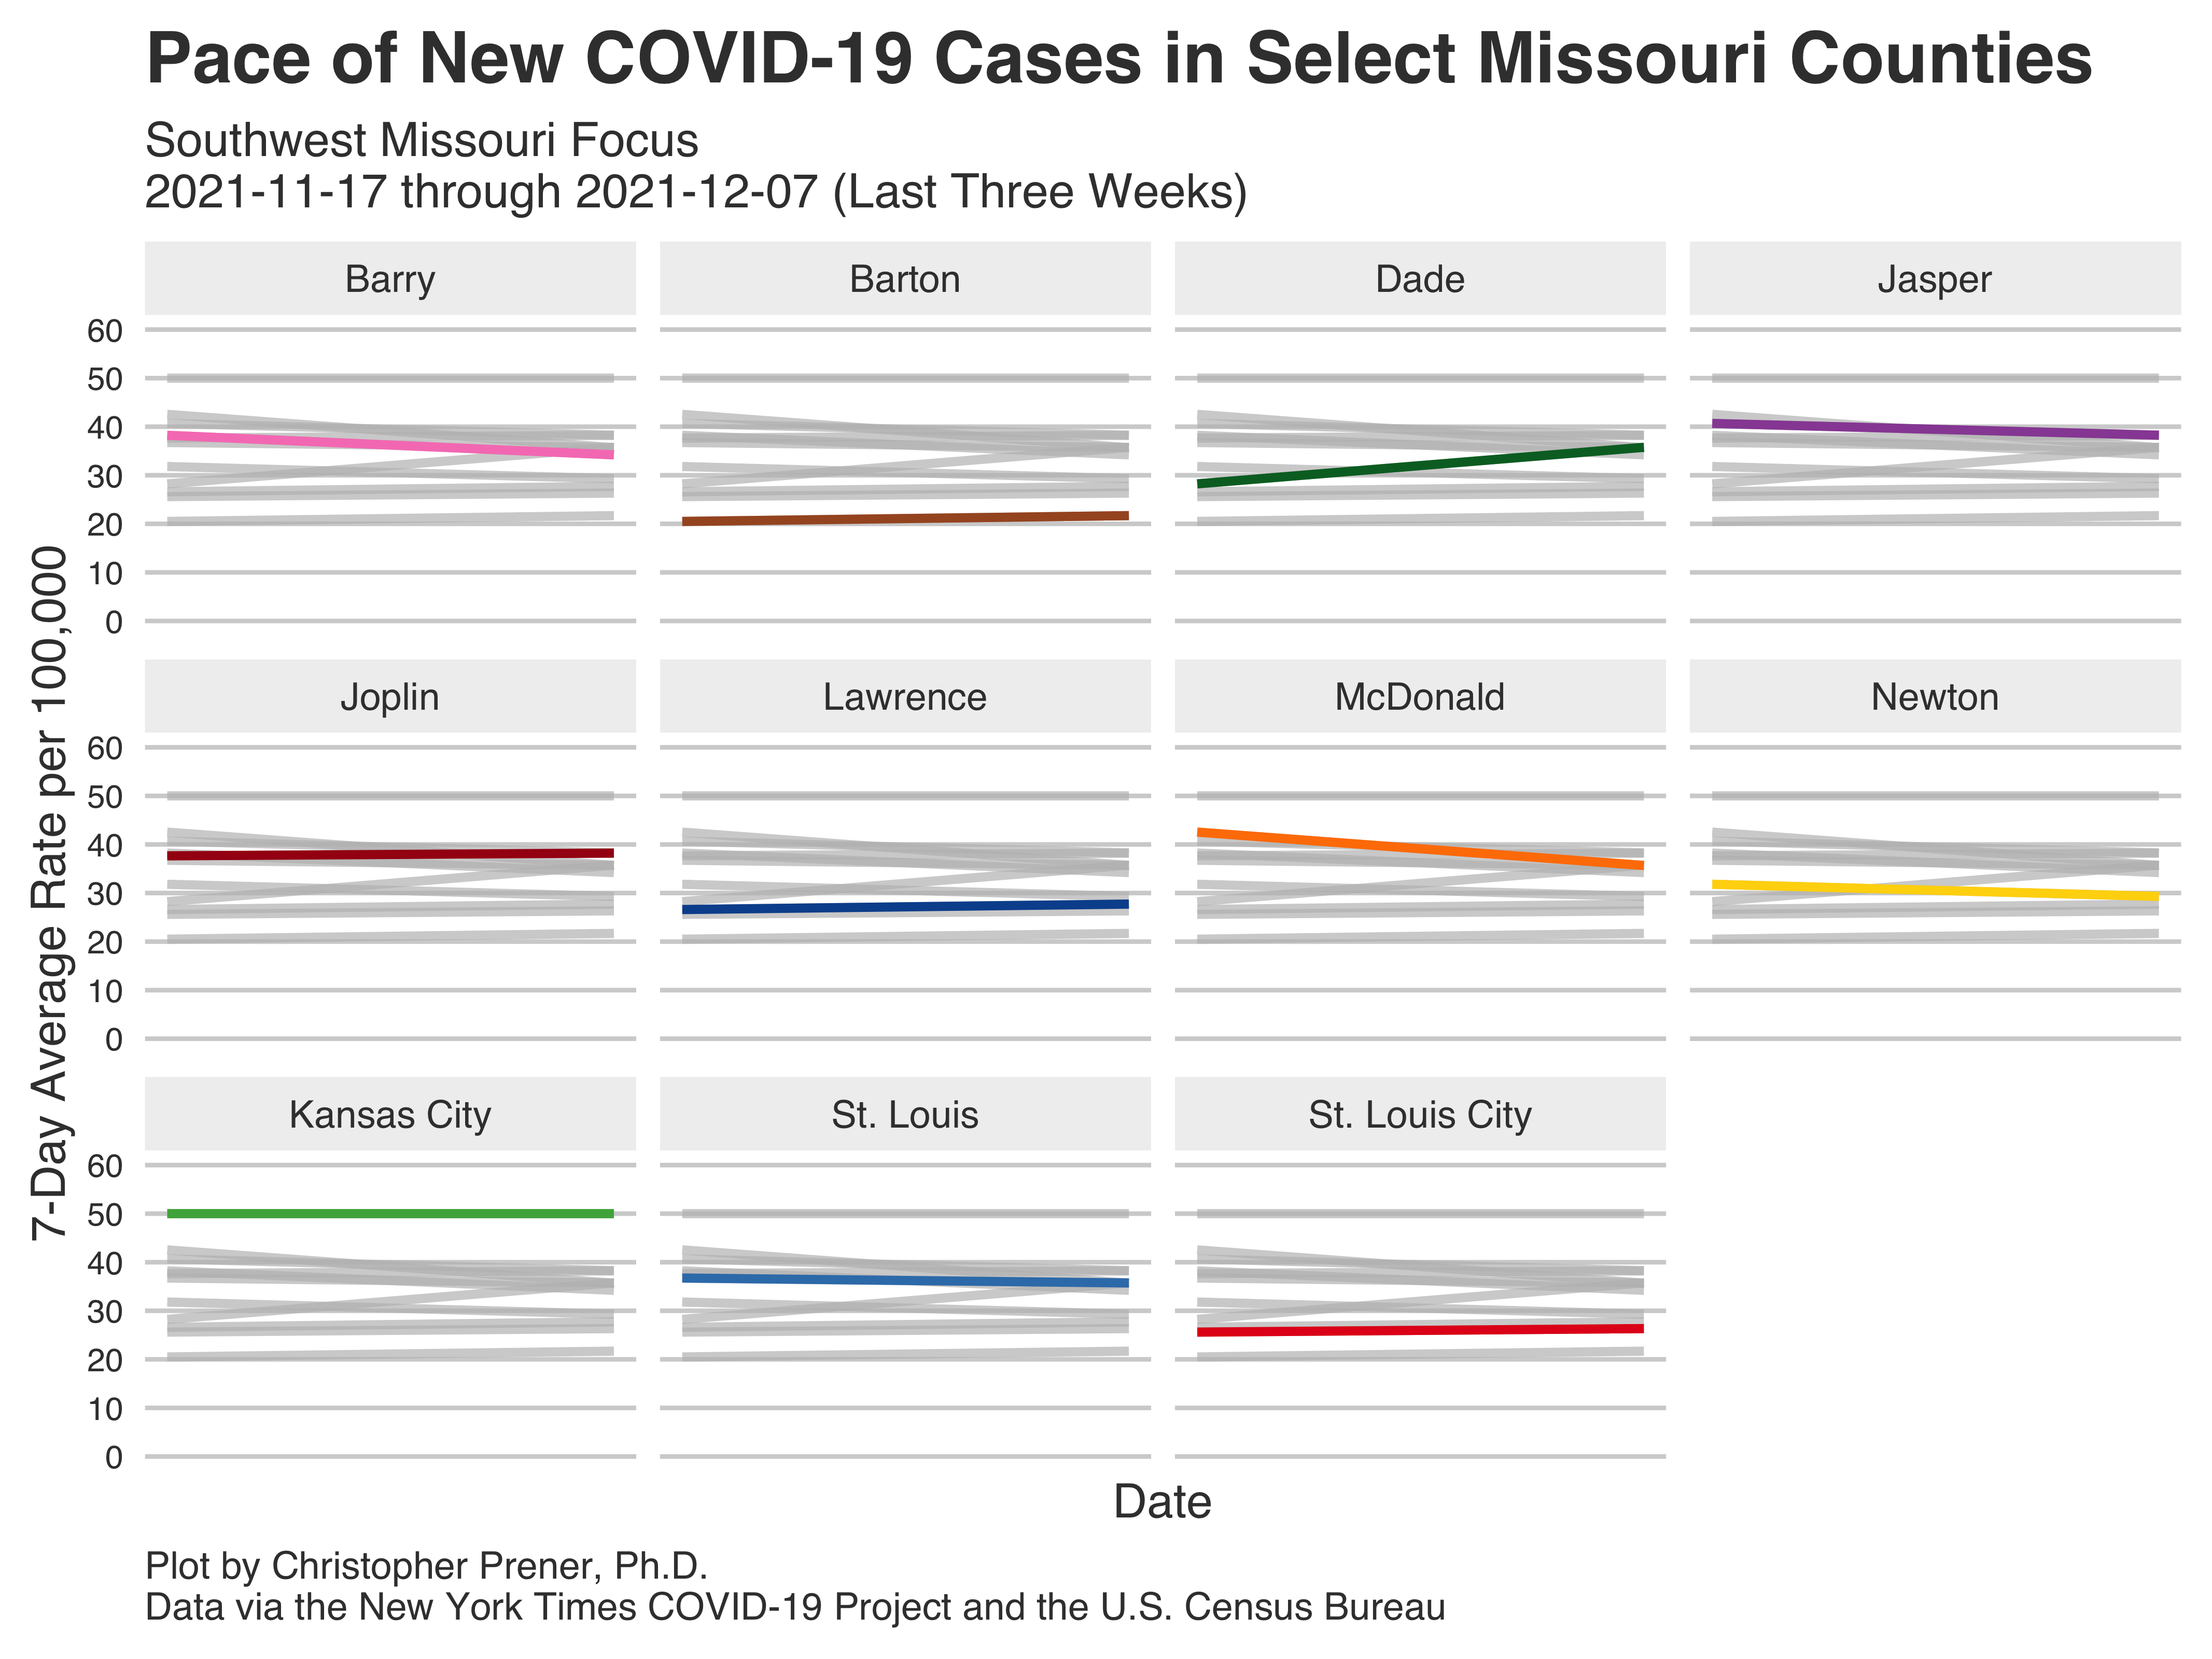 Pace of New COVID-19 Cases in Select Missouri Counties
Southwest Missouri Focus
2021-11-17 through 2021-12-07 (Last Three Weeks)
7-Day Average Rate per 100,000
Barry
Barton
Dade
Jasper
60
50
40
30
20
10
0
Joplin
Lawrence
McDonald
Newton
60
50
40
30
20
10
0
Kansas City
St. Louis
St. Louis City
60
50
40
30
20
10
0
Date
Plot by Christopher Prener, Ph.D.
Data via the New York Times COVID-19 Project and the U.S. Census Bureau